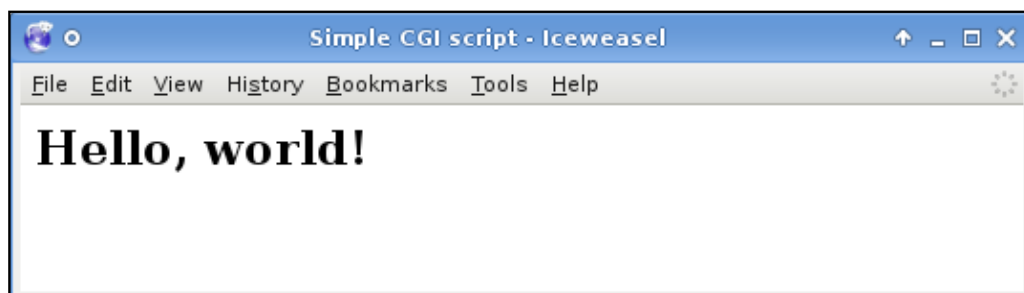 Simple CGI script - Iceweasel
File Edit View History Bookmarks Tools Help
Hello, world!